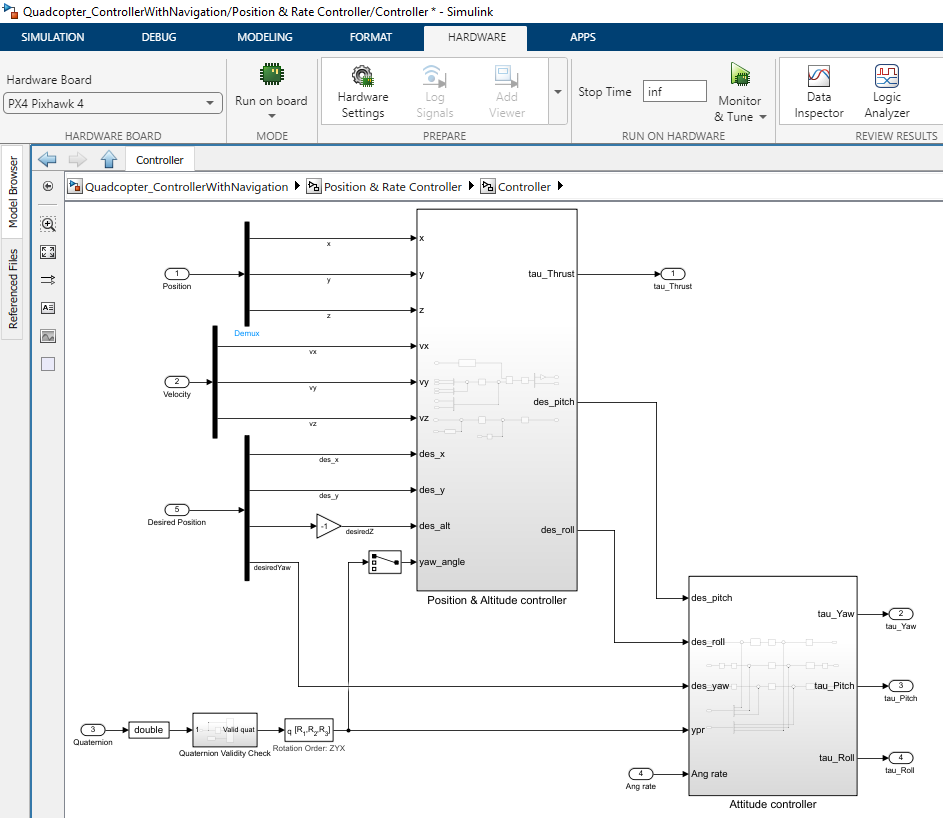 Quadcopter_ControllerWithNavigation/Position & Rate Controller/Controller * - Simulink
SIMULATION DEBUG MODELING FORMAT HARDWARE APPS
Hardware Board
PX4 Pixhawk 4
HARDWARE BOARD
Run on board
MODE
Hardware Settings
Log Signals
Add Viewer
PREPARE
Stop Time inf
Monitor & Tune
RUN ON HARDWARE
Data Inspector
Logic Analyzer
REVIEW RESULTS
Model Browser
Referenced Files
Controller
Quadcopter_ControllerWithNavigation Position & Rate Controller Controller
1
Position
x
y
z
Demux
2
Velocity
vx
vy
vz
5
Desired Position
des_x
des_y
-1
desiredZ
desiredYaw
x
y
z
vx
vy
vz
des_x
des_y
des_alt
yaw_angle
tau_Thrust
des_pitch
des_roll
Position & Altitude controller
1
tau_Thrust
3
Quaternion
double
1 Valid quat
Quaternion Validity Check
q [R1,R2,R3]
Rotation Order: ZYX
4
Ang rate
des_pitch
des_roll
des_yaw
ypr
Ang rate
tau_Yaw
tau_Pitch
tau_Roll
Attitude controller
2
tau_Yaw
3
tau_Pitch
4
tau_Roll